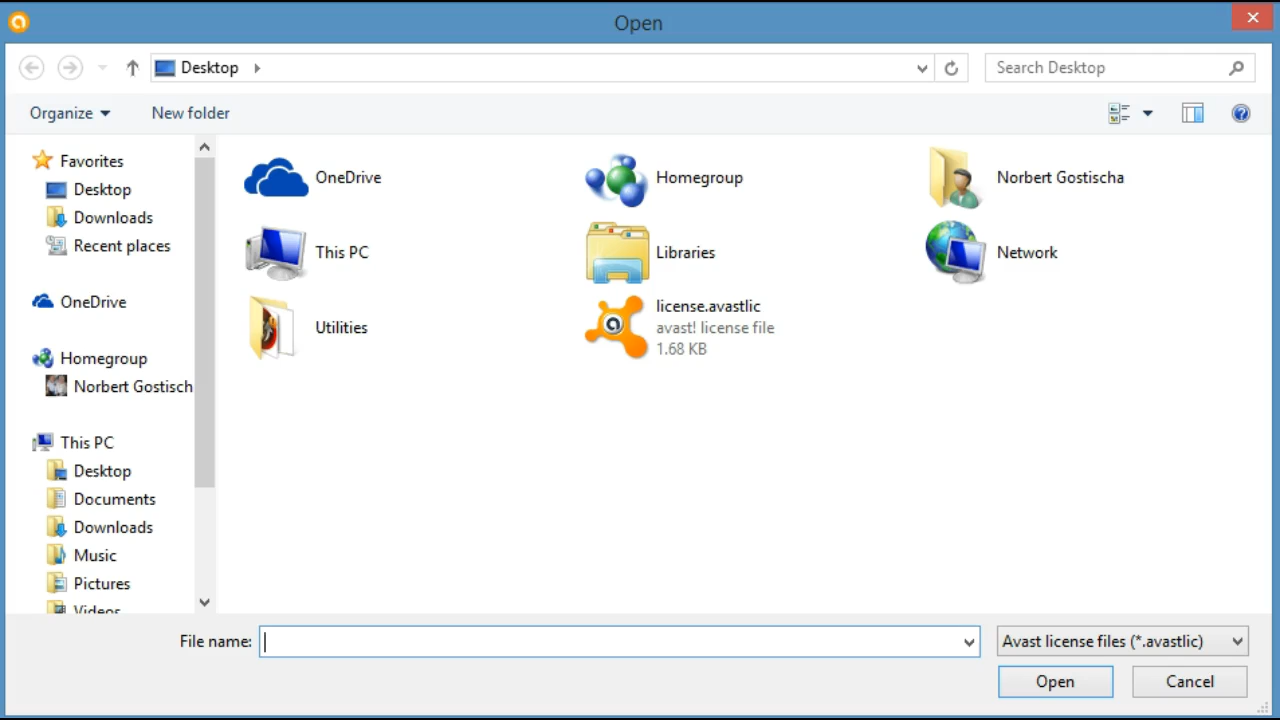 Open
Desktop
Search Desktop
Organize
New folder
Favorites
Desktop
Downloads
Recent places
OneDrive
Homegroup
Norbert Gostisch
This PC
Desktop
Documents
Downloads
Music
Pictures
Videos
OneDrive
Homegroup
Norbert Gostischa
This PC
Libraries
Network
Utilities
license.avastlic
avast! license file
1.68 KB
File name:
Avast license files (*.avastlic)
Open
Cancel